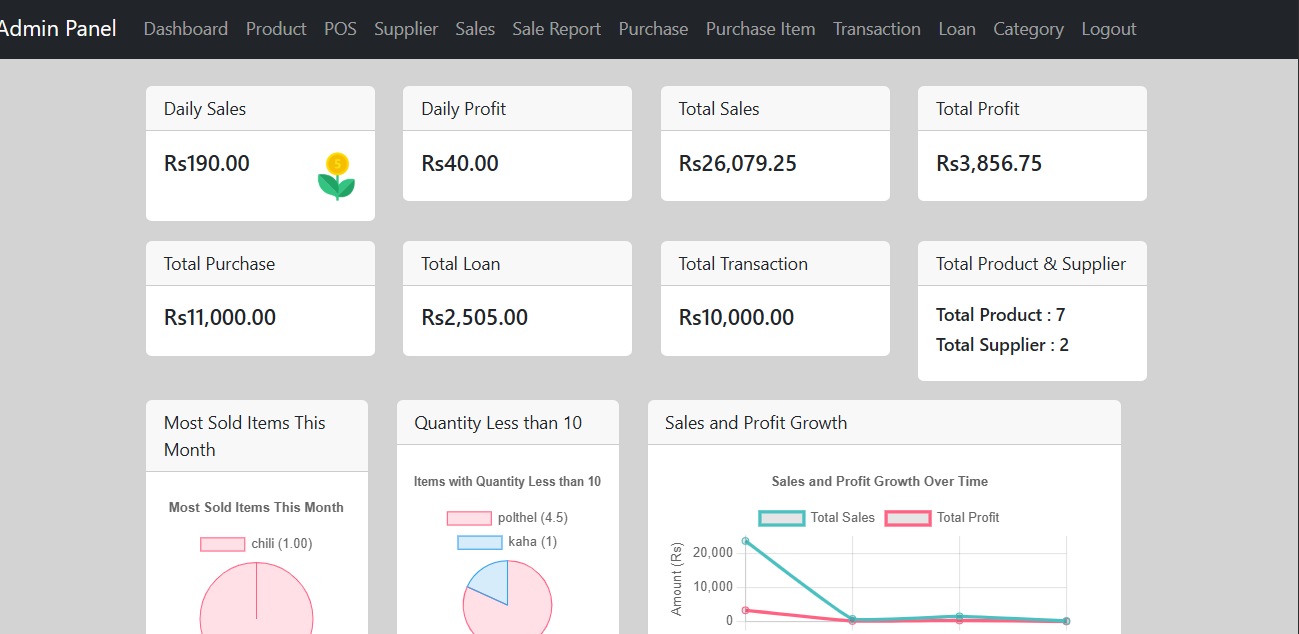 Admin Panel Dashboard Product POS Supplier Sales Sale Report Purchase Purchase Item Transaction Loan Category Logout
Daily Sales
Rs190.00
$
Daily Profit
Rs40.00
Total Sales
Rs26,079.25
Total Profit
Rs3,856.75
Total Purchase
Rs11,000.00
Total Loan
Rs2,505.00
Total Transaction
Rs10,000.00
Total Product & Supplier
Total Product : 7
Total Supplier : 2
Most Sold Items This
Month
Most Sold Items This Month
chili (1.00)
Quantity Less than 10
Items with Quantity Less than 10
polthel (4.5)
kaha (1)
Sales and Profit Growth
Sales and Profit Growth Over Time
Total Sales Total Profit
Amount (Rs)
20,000
10,000
0